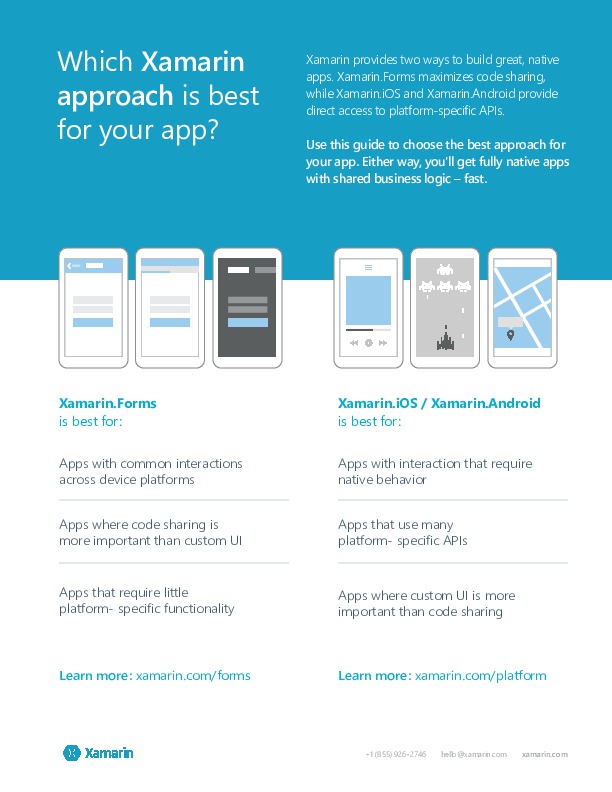 Which Xamarin
approach is best
for your app?
Xamarin provides two ways to build great, native
apps. Xamarin.Forms maximizes code sharing,
while Xamarin.iOS and Xamarin.Android provide
direct access to platform-specific APIs.
Use this guide to choose the best approach for
your app. Either way, you'll get fully native apps
with shared business logic – fast.
Xamarin.Forms
is best for:
Apps with common interactions
across device platforms
Apps where code sharing is
more important than custom UI
Apps that require little
platform- specific functionality
Learn more: xamarin.com/forms
Xamarin.iOS / Xamarin.Android
is best for:
Apps with interaction that require
native behavior
Apps that use many
platform- specific APIs
Apps where custom UI is more
important than code sharing
Learn more: xamarin.com/platform
Xamarin
+1 (855) 926-2746 hello@xamarin.com xamarin.com